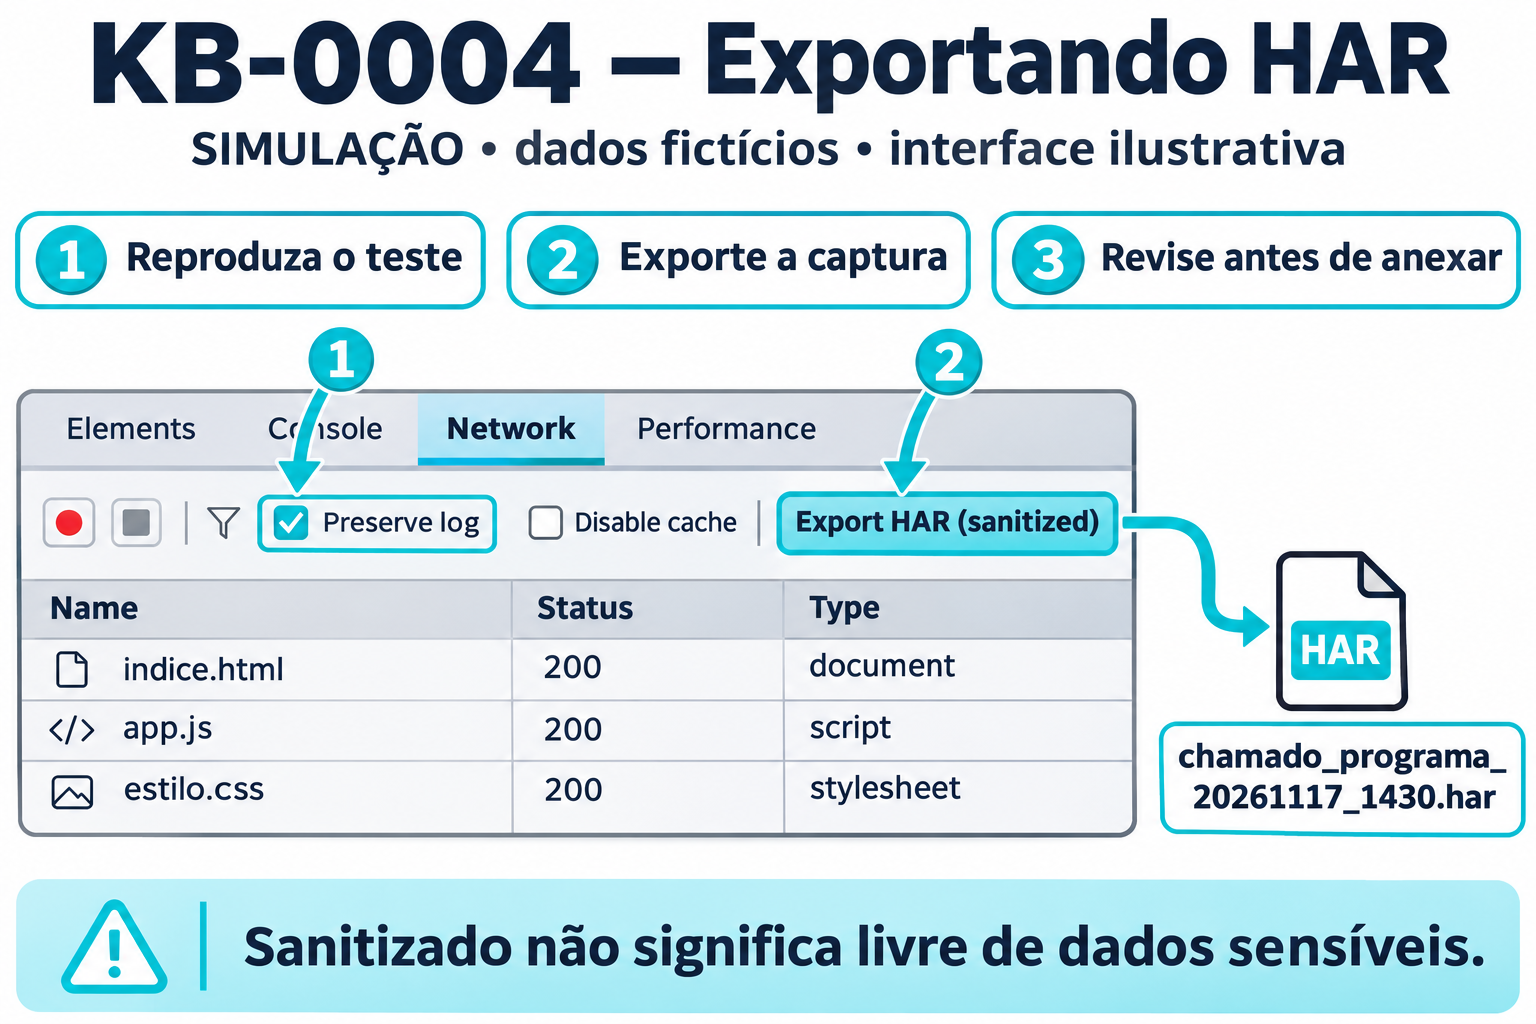 KB-0004 – Exportando HAR
SIMULAÇÃO • dados fictícios • interface ilustrativa
1 Reproduza o teste
2 Exporte a captura
3 Revise antes de anexar
1
2
Elements Console Network Performance
Preserve log Disable cache Export HAR (sanitized)
Name Status Type
indice.html 200 document
</> app.js 200 script
estilo.css 200 stylesheet
HAR
chamado_programa_
20261117_1430.har
Sanitizado não significa livre de dados sensíveis.